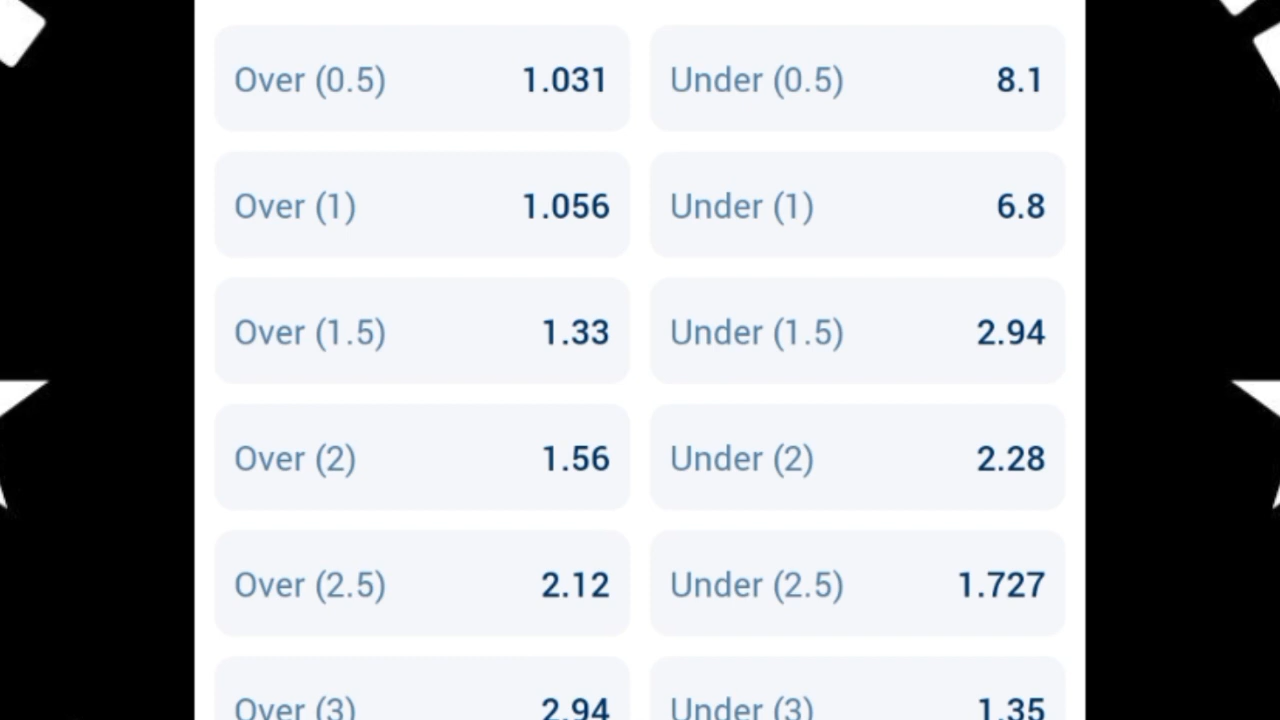 Over (0.5) 1.031 Under (0.5) 8.1
Over (1) 1.056 Under (1) 6.8
Over (1.5) 1.33 Under (1.5) 2.94
Over (2) 1.56 Under (2) 2.28
Over (2.5) 2.12 Under (2.5) 1.727
Over (3) 2.94 Under (3) 1.35